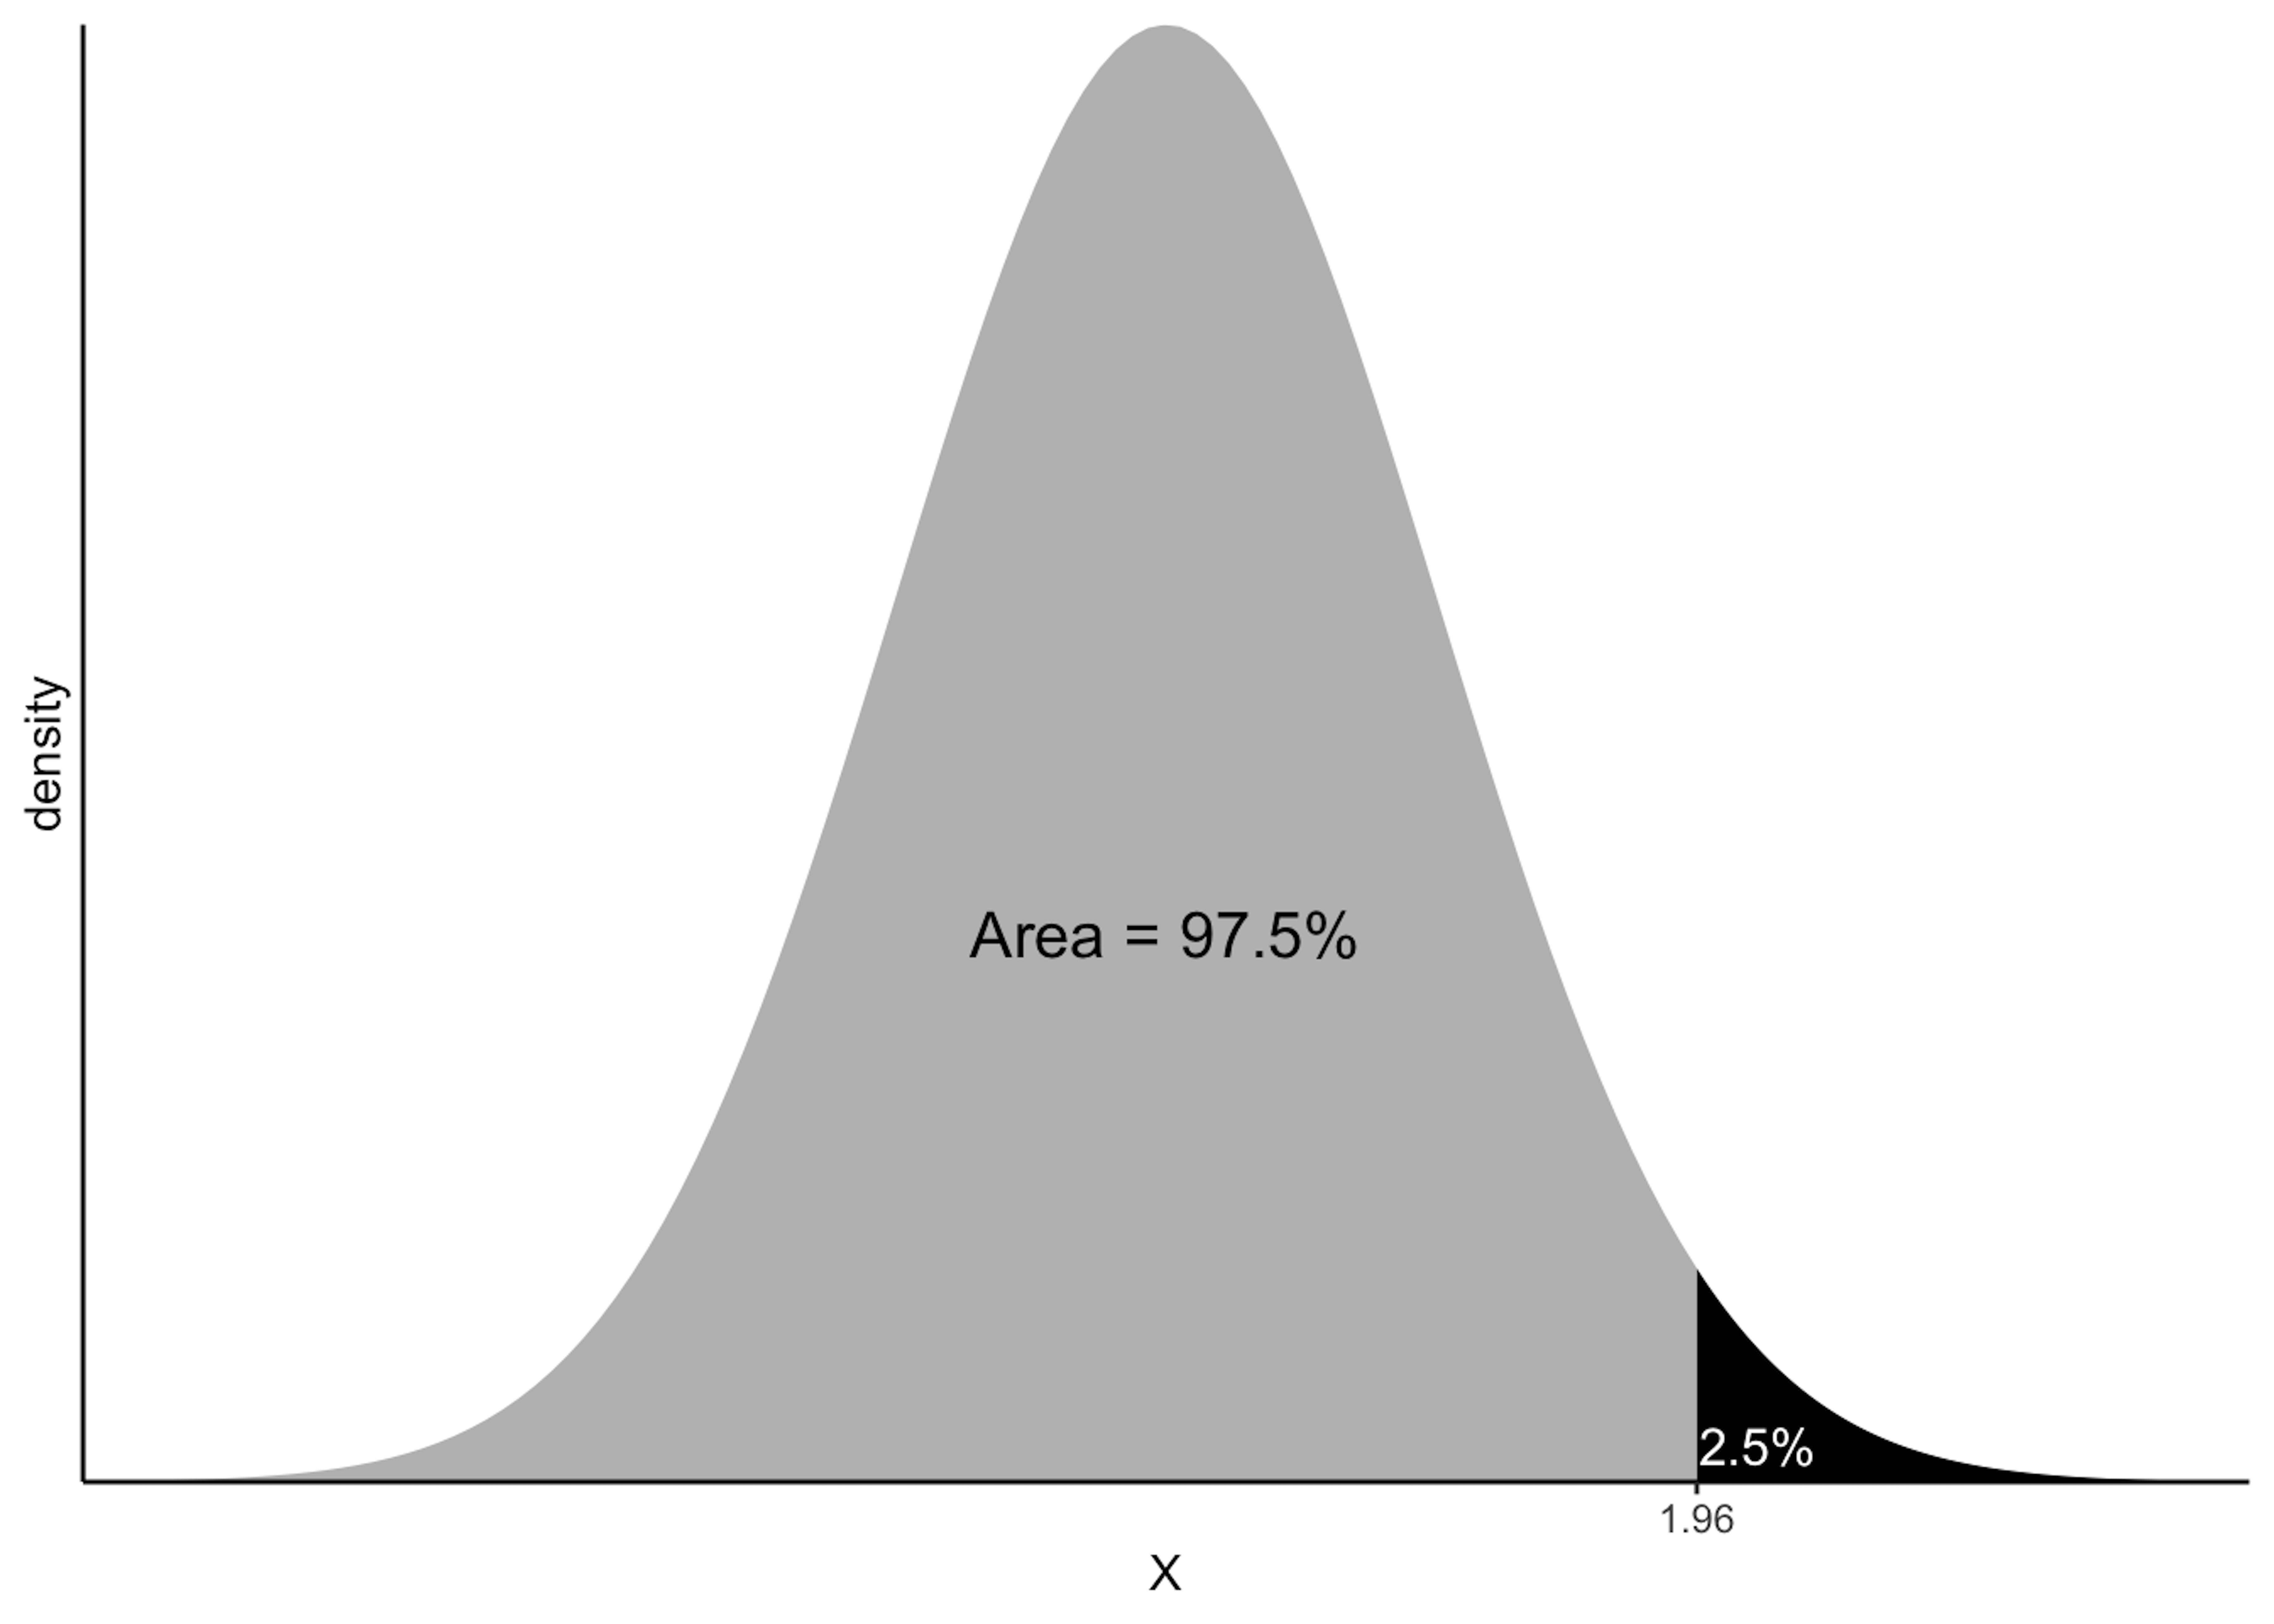 density
Area = 97.5%
2.5%
1.96
X